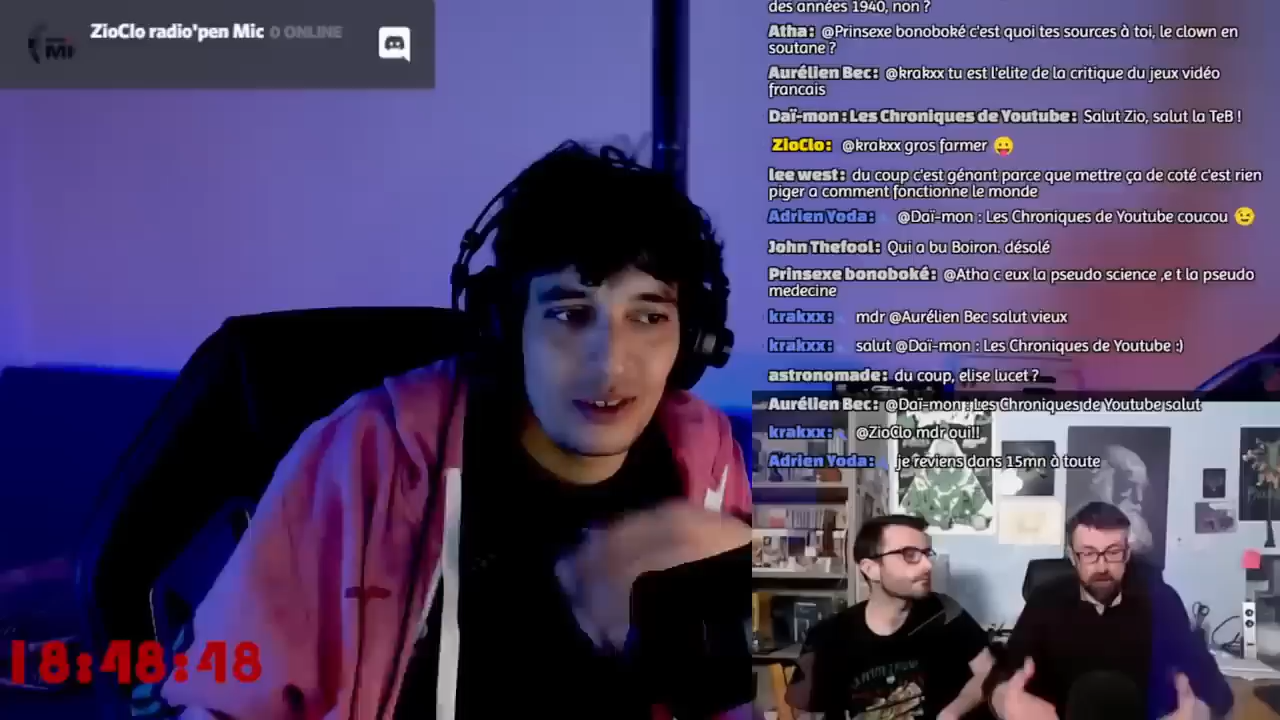 ZioClo radio'pen Mic 0 ONLINE
MI
des années 1940, non ?
Atha: @Prinsexe bonoboké c'est quoi tes sources à toi, le clown en
soutane ?
Aurélien Bec: @krakxx tu est l'elite de la critique du jeux vidéo
francais
Daï-mon : Les Chroniques de Youtube: Salut Zio, salut la TeB !
ZioClo: @krakxx gros farmer 😛
lee west: du coup c'est génant parce que mettre ça de coté c'est rien
piger a comment fonctionne le monde
Adrien Yoda: @Daï-mon : Les Chroniques de Youtube coucou 😉
John Thefool: Qui a bu Boiron. désolé
Prinsexe bonoboké: @Atha c eux la pseudo science ,e t la pseudo
medecine
krakxx: mdr @Aurélien Bec salut vieux
krakxx: salut @Daï-mon : Les Chroniques de Youtube :)
astronomade: du coup, elise lucet ?
Aurélien Bec: @Daï-mon : Les Chroniques de Youtube salut
krakxx: @ZioClo mdr oui!!
Adrien Yoda: je reviens dans 15mn à toute
18:48:48